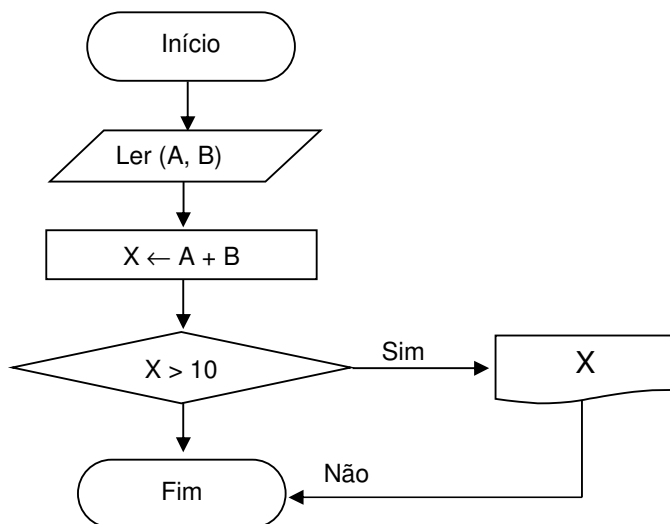 Início
Ler (A, B)
X ← A + B
X > 10
Sim
X
Não
Fim